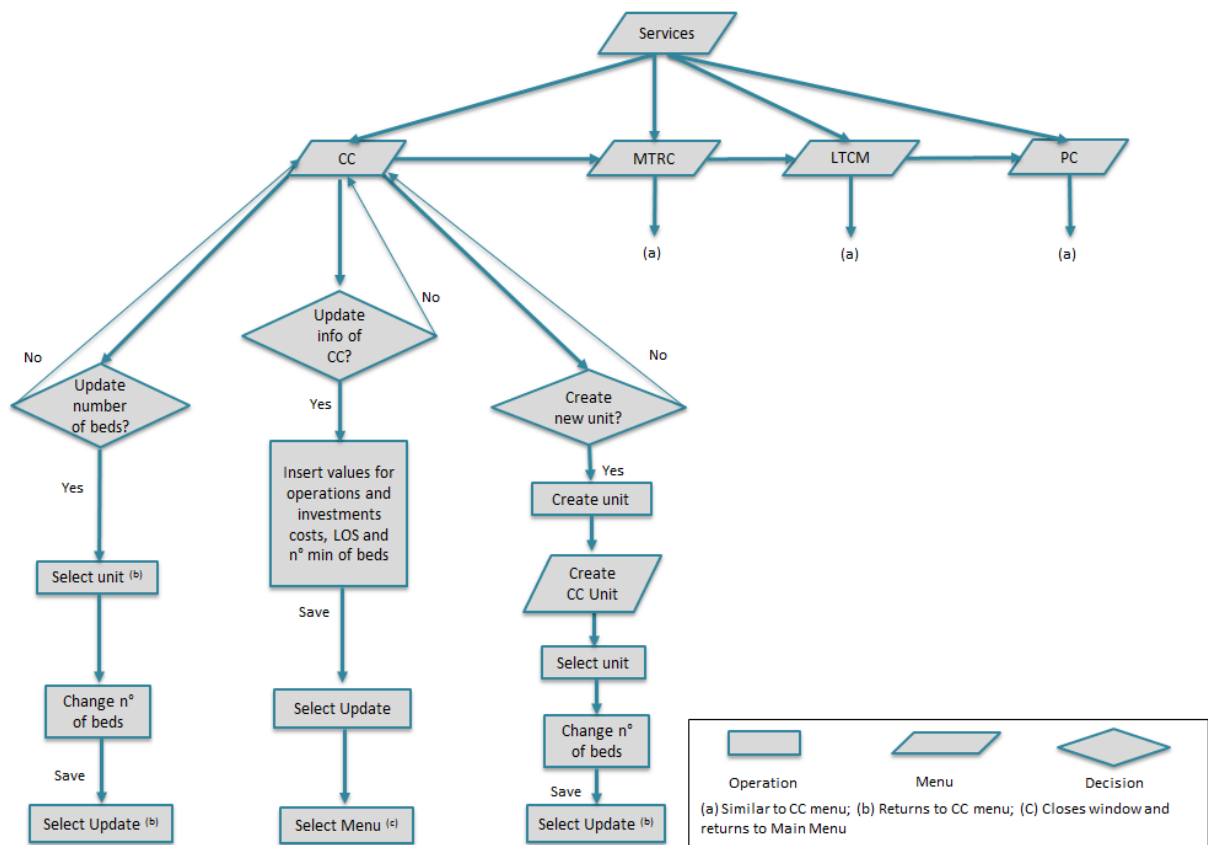 Services
CC
MTRC
LTCM
PC
(a)
(a)
(a)
No
No
No
Update
number
of beds?
Update
info of
CC?
Create
new unit?
Yes
Yes
Yes
Select unit (b)
Insert values for
operations and
investments
costs, LOS and
n° min of beds
Create unit
Create
CC Unit
Save
Select unit
Change n°
of beds
Select Update
Change n°
of beds
Save
Save
Select Update (b)
Select Menu (c)
Select Update (b)
Operation
Menu
Decision
(a) Similar to CC menu; (b) Returns to CC menu; (C) Closes window and
returns to Main Menu